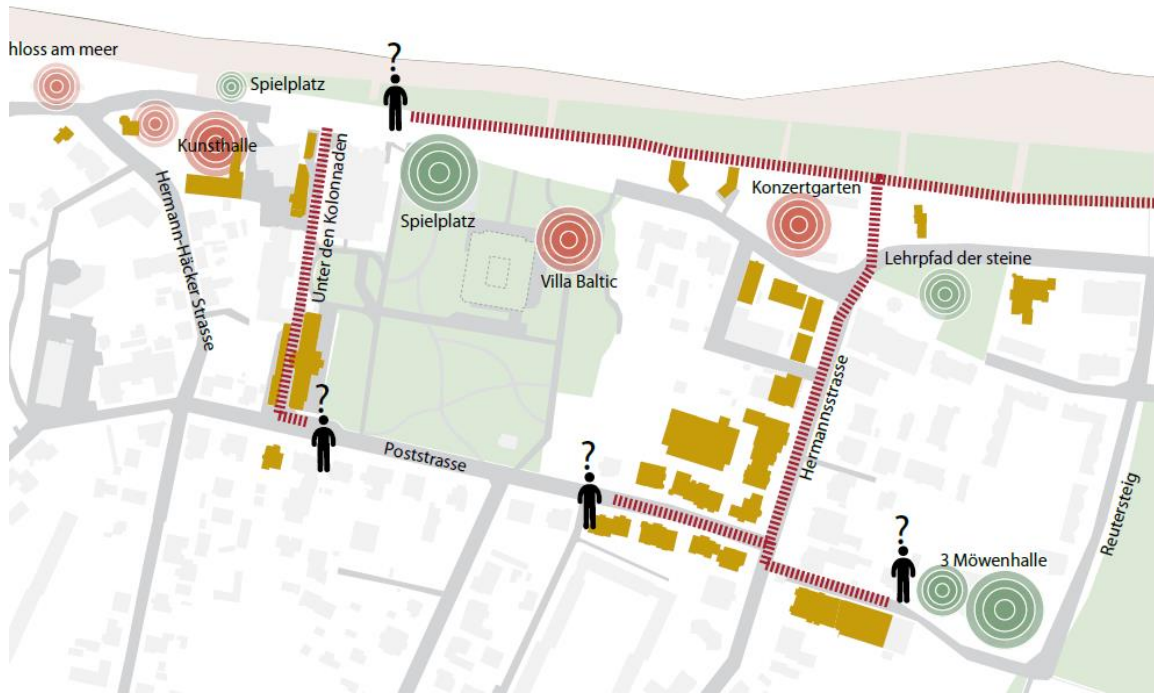 hloss am meer
?
Spielplatz
Kunsthalle
Unter den Kolonnaden
Hermann-Häcker Strasse
Spielplatz
Villa Baltic
Konzertgarten
Lehrpfad der steine
Hermannsstrasse
?
Poststrasse
?
?
3 Möwenhalle
Reutersteig